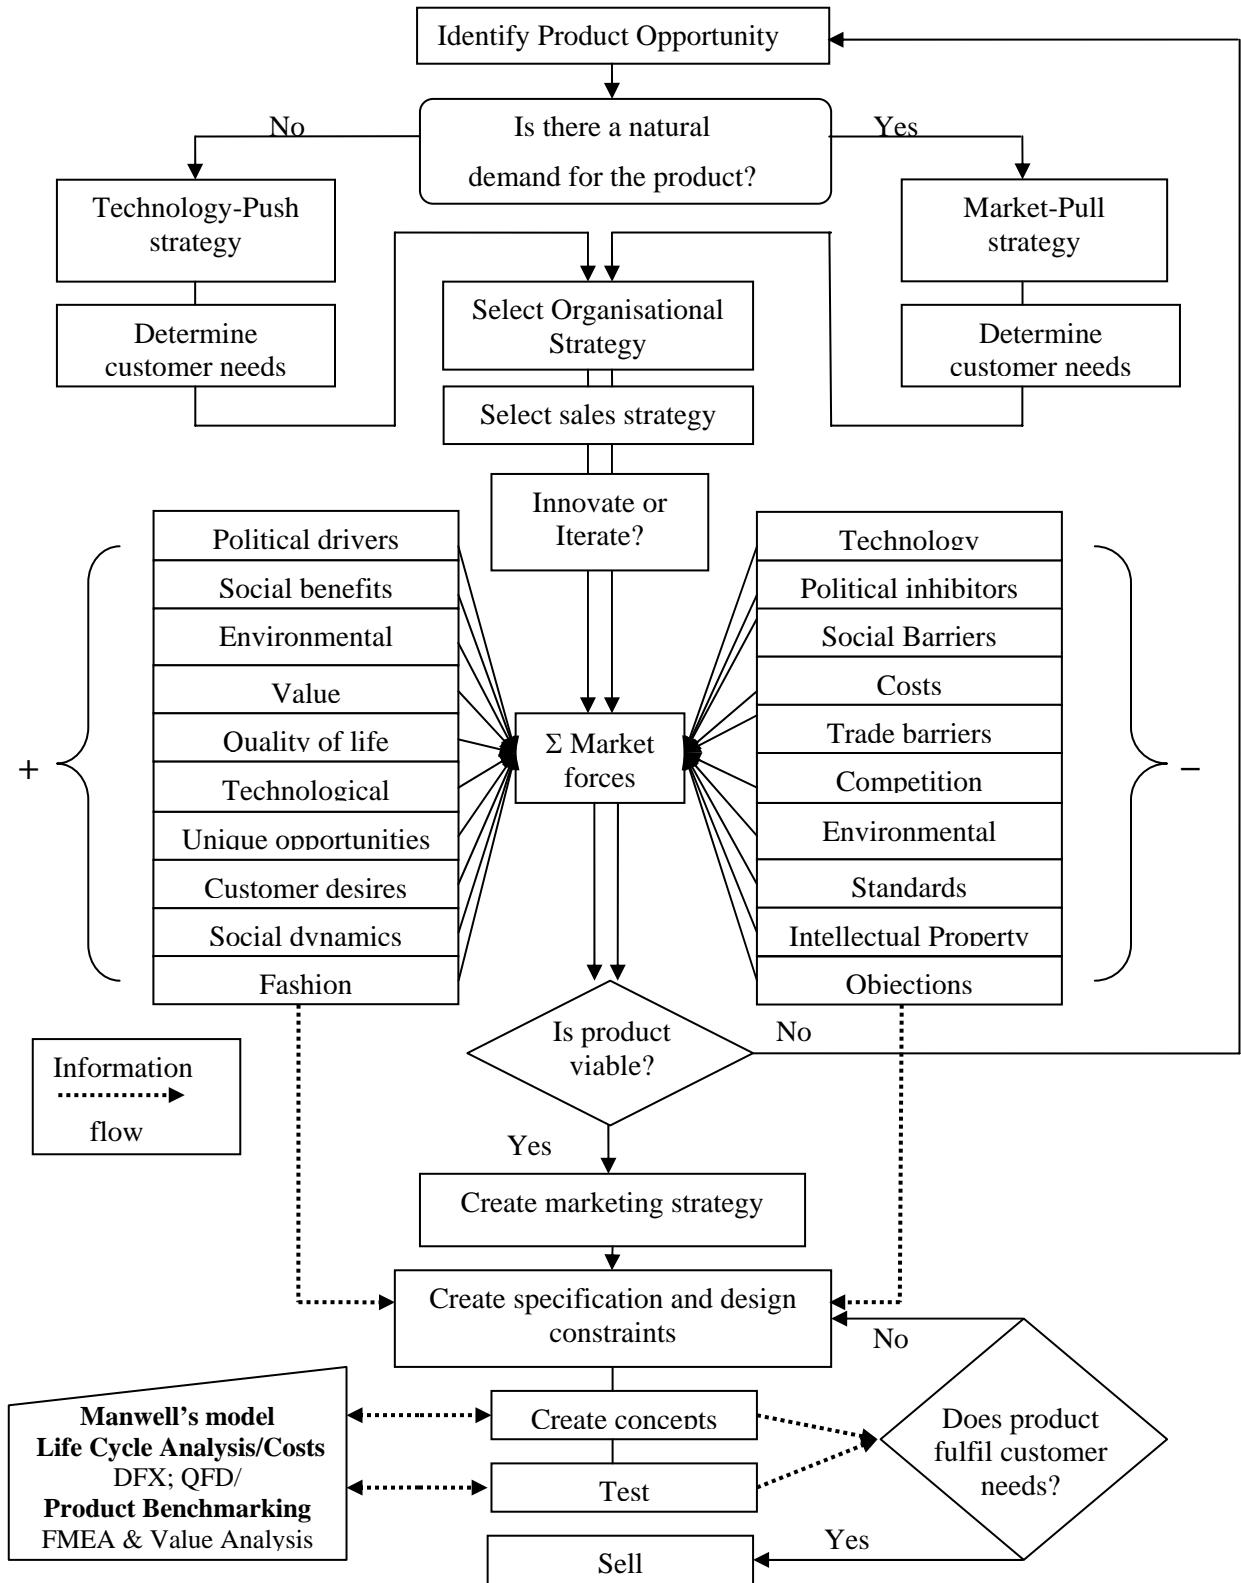 Identify Product Opportunity
No
Is there a natural
demand for the product?
Yes
Technology-Push
strategy
Market-Pull
strategy
Select Organisational
Strategy
Determine
customer needs
Determine
customer needs
Select sales strategy
Innovate or
Iterate?
Political drivers
Social benefits
Environmental
Value
Quality of life
Technological
Unique opportunities
Customer desires
Social dynamics
Fashion
+
Σ Market
forces
Technology
Political inhibitors
Social Barriers
Costs
Trade barriers
Competition
Environmental
Standards
Intellectual Property
Objections
–
Is product
viable?
No
Information
flow
Yes
Create marketing strategy
Create specification and design
constraints
No
Manwell's model
Life Cycle Analysis/Costs
DFX; QFD/
Product Benchmarking
FMEA & Value Analysis
Create concepts
Test
Does product
fulfil customer
needs?
Yes
Sell